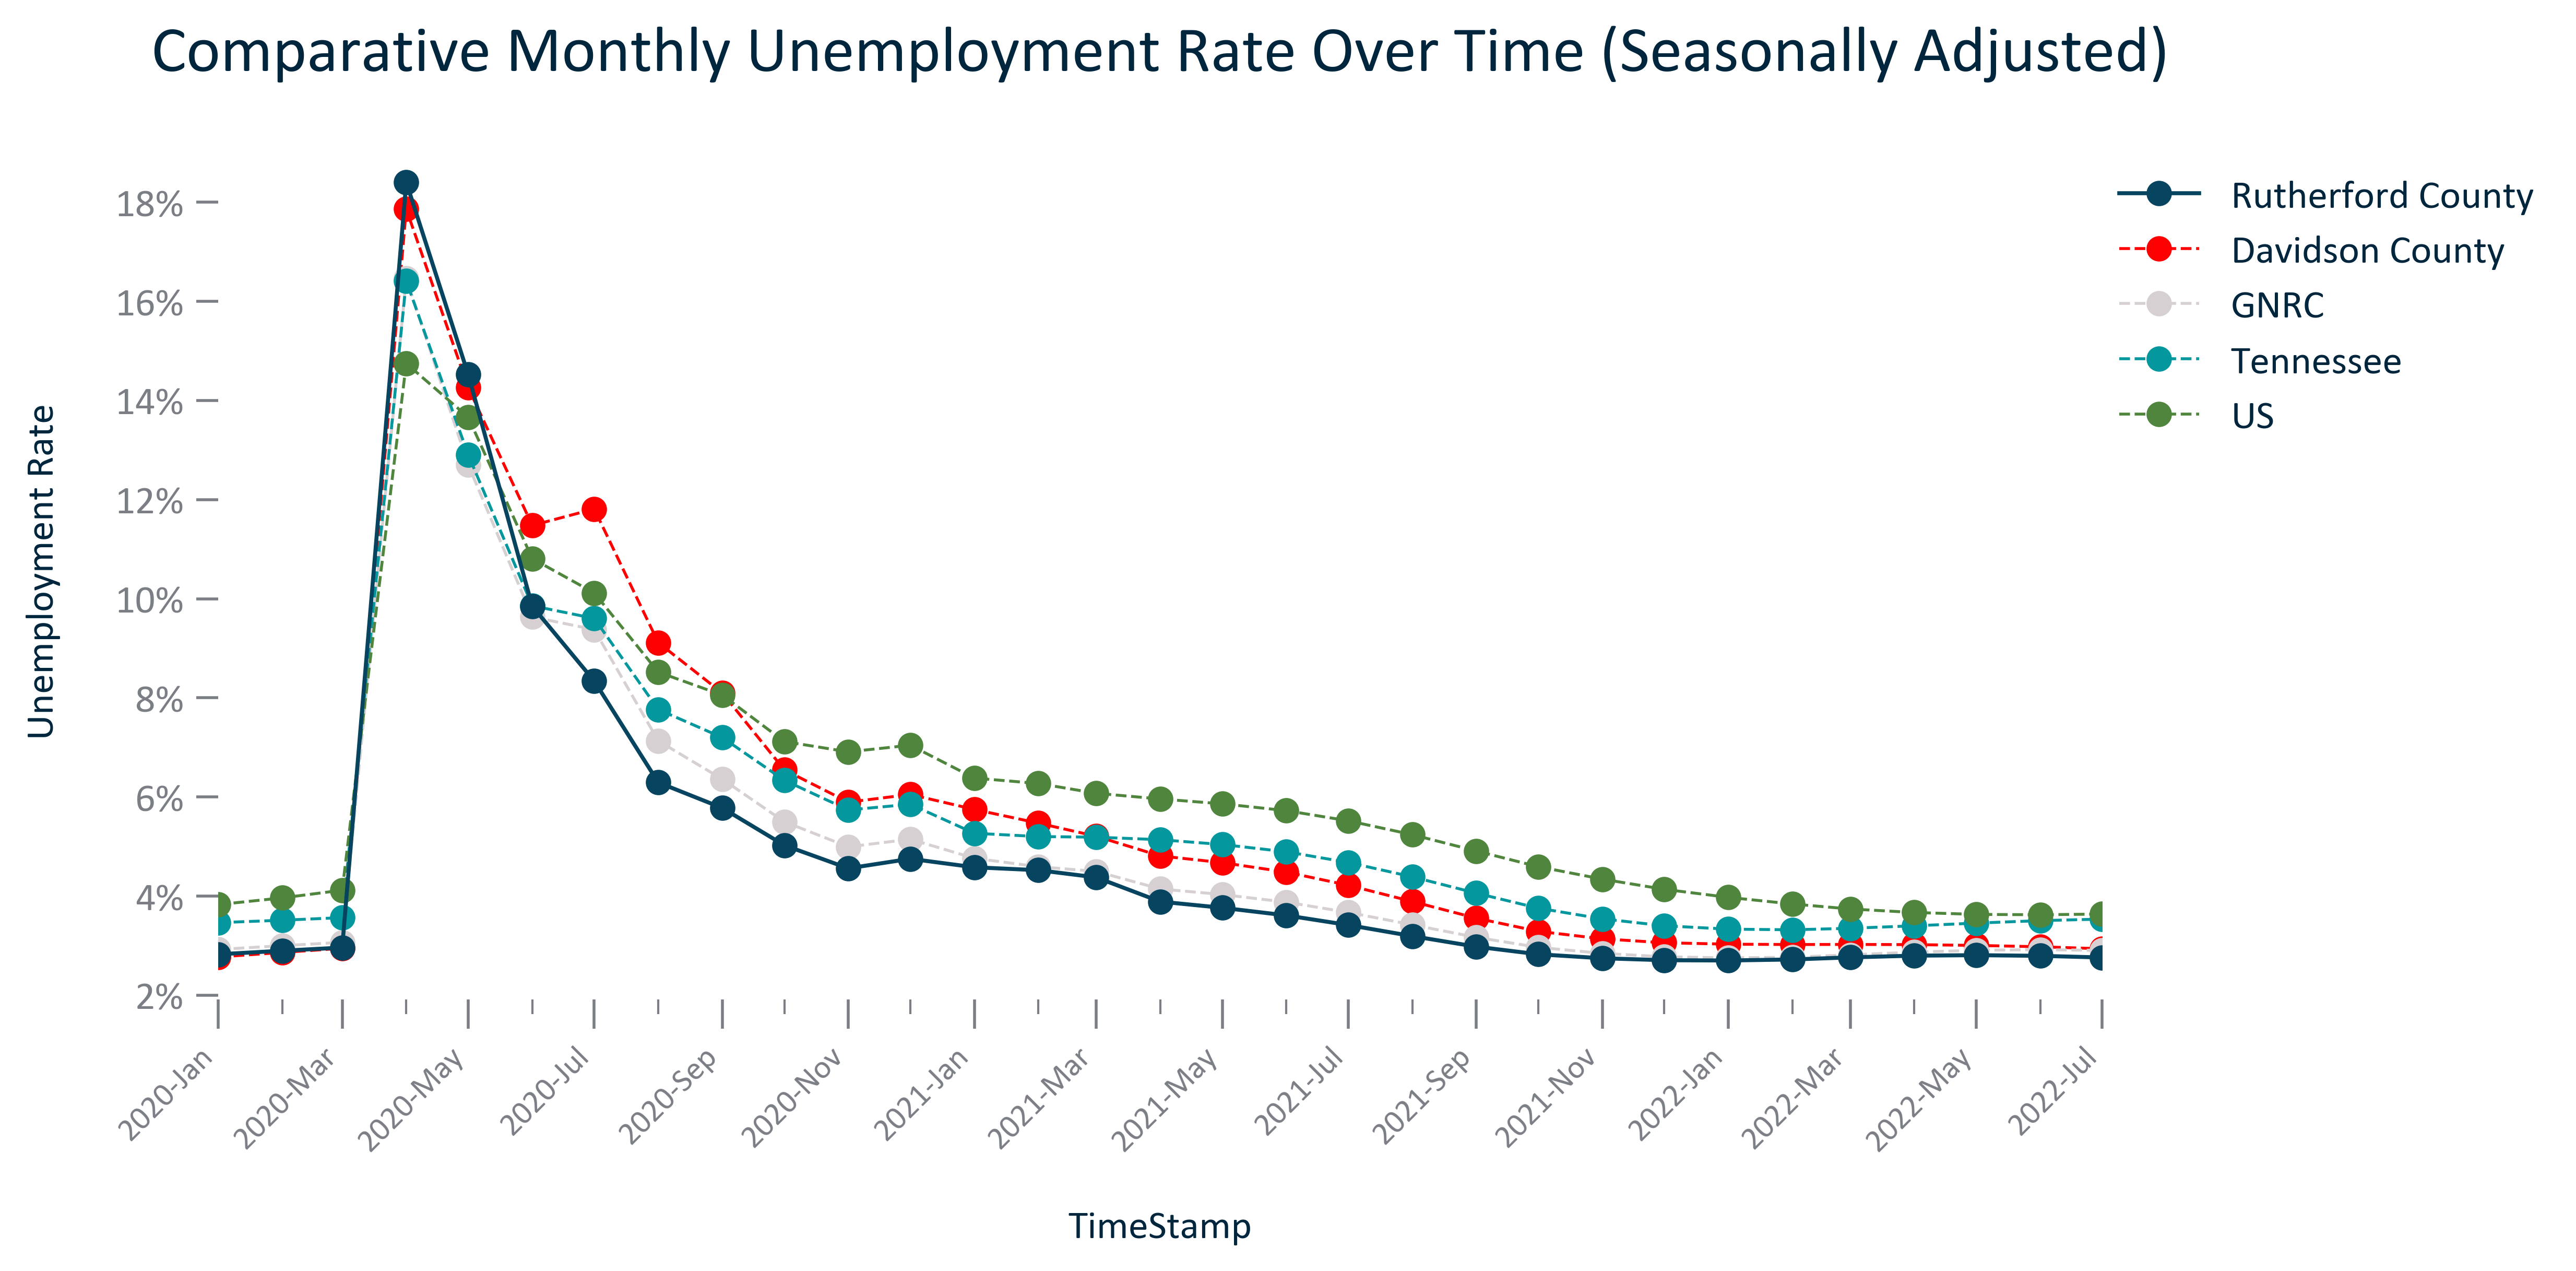 Comparative Monthly Unemployment Rate Over Time (Seasonally Adjusted)
18%
16%
14%
12%
10%
8%
6%
4%
2%
Unemployment Rate
Rutherford County
Davidson County
GNRC
Tennessee
US
2020-Jan
2020-Mar
2020-May
2020-Jul
2020-Sep
2020-Nov
2021-Jan
2021-Mar
2021-May
2021-Jul
2021-Sep
2021-Nov
2022-Jan
2022-Mar
2022-May
2022-Jul
TimeStamp